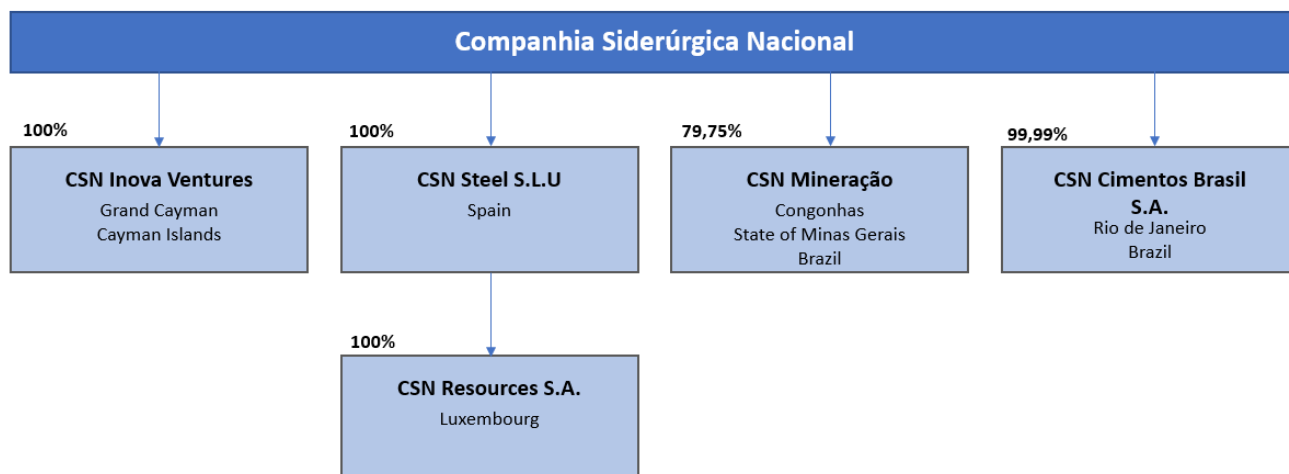 Companhia Siderúrgica Nacional
100%
CSN Inova Ventures
Grand Cayman
Cayman Islands
100%
CSN Steel S.L.U
Spain
79,75%
CSN Mineração
Congonhas
State of Minas Gerais
Brazil
99,99%
CSN Cimentos Brasil
S.A.
Rio de Janeiro
Brazil
100%
CSN Resources S.A.
Luxembourg